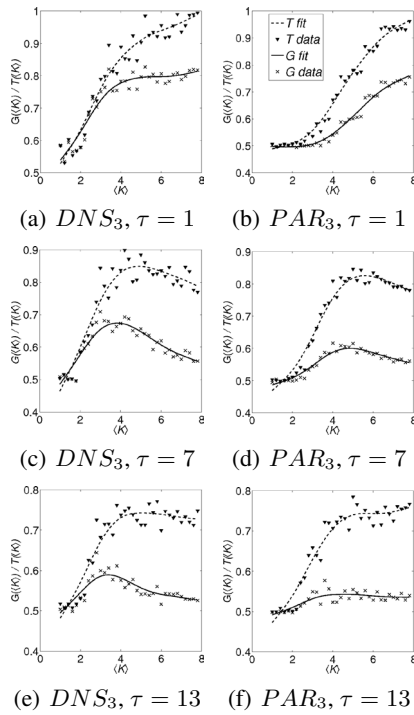 1
0.9
0.8
0.7
0.6
0.5
0 2 4 6 8
G(⟨K⟩) / T(⟨K⟩)
⟨K⟩
(a) DNS₃, τ = 1
1
0.9
0.8
0.7
0.6
0.5
0.4
0 2 4 6 8
⟨K⟩
T fit
T data
G fit
G data
(b) PAR₃, τ = 1
0.9
0.8
0.7
0.6
0.5
0.4
0 2 4 6 8
G(⟨K⟩) / T(⟨K⟩)
⟨K⟩
(c) DNS₃, τ = 7
0.9
0.8
0.7
0.6
0.5
0.4
0 2 4 6 8
⟨K⟩
(d) PAR₃, τ = 7
0.8
0.7
0.6
0.5
0.4
0 2 4 6 8
G(⟨K⟩) / T(⟨K⟩)
⟨K⟩
(e) DNS₃, τ = 13
0.8
0.7
0.6
0.5
0.4
0 2 4 6 8
⟨K⟩
(f) PAR₃, τ = 13